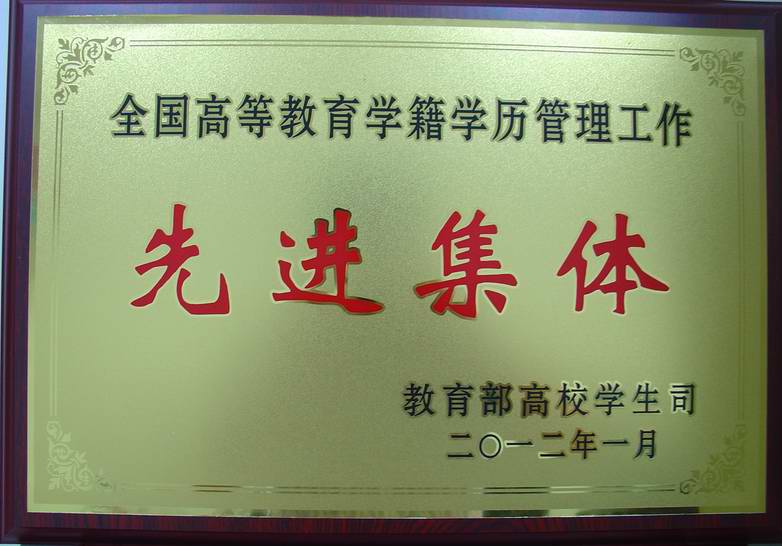 全国高等教育学籍学历管理工作
先进集体
教育部高校学生司
二〇一二年一月